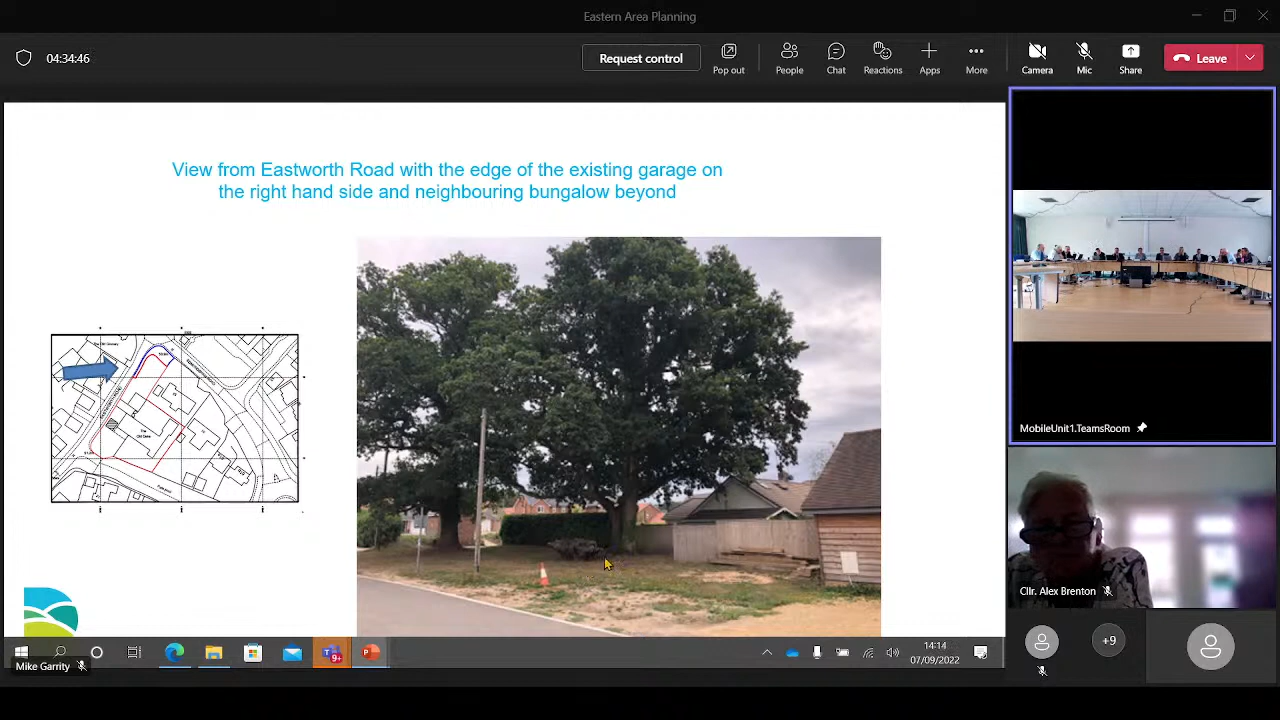 Eastern Area Planning
04:34:46
Request control
Pop out
People
Chat
Reactions
Apps
More
Camera
Mic
Share
Leave
View from Eastworth Road with the edge of the existing garage on
the right hand side and neighbouring bungalow beyond
MobileUnit1.TeamsRoom
Cllr. Alex Brenton
+9
9+
14:14
07/09/2022
Mike Garrity